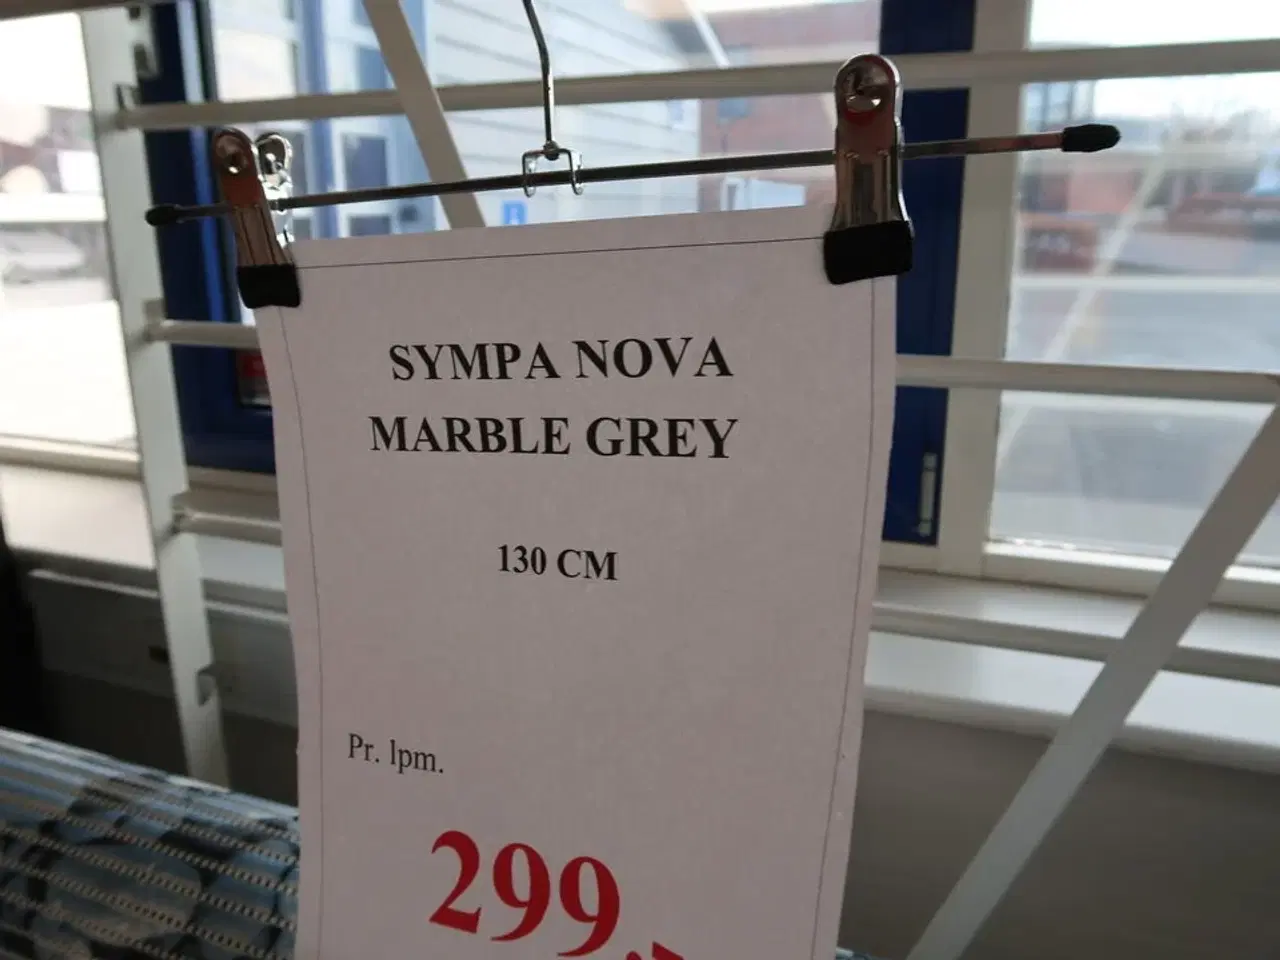 SYMPA NOVA
MARBLE GREY
130 CM
Pr. lpm.
299,-